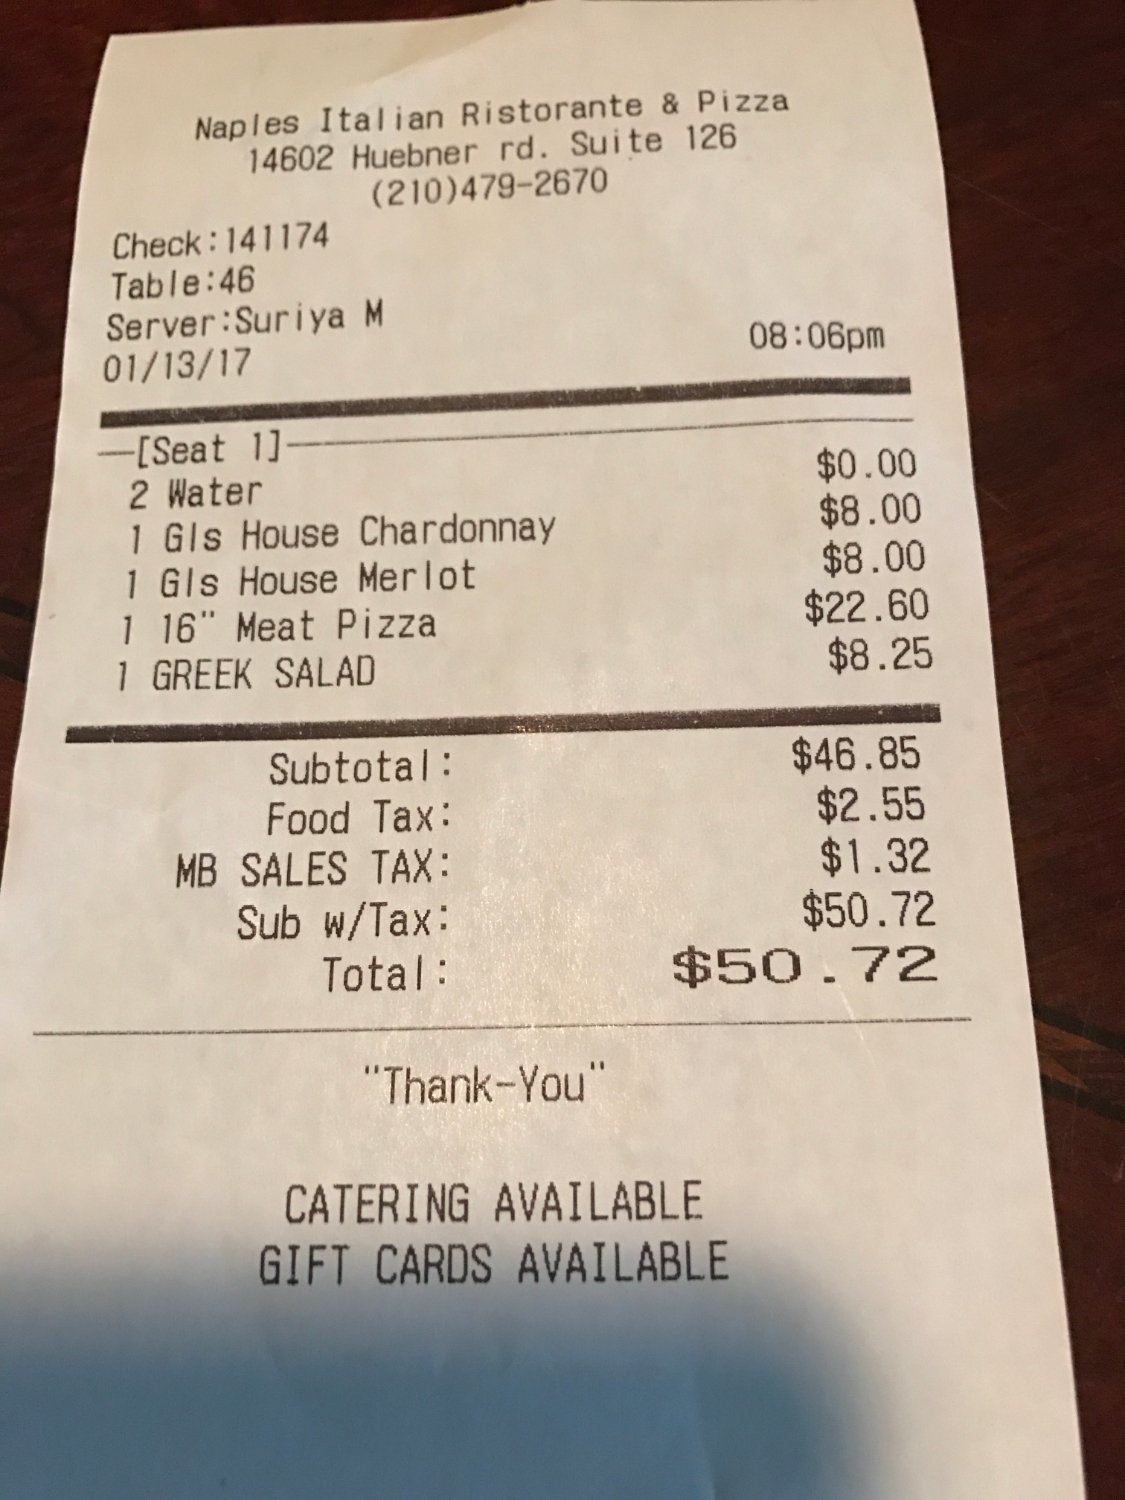 Naples Italian Ristorante & Pizza
14602 Huebner rd. Suite 126
(210)479-2670
Check:141174
Table:46
Server:Suriya M
01/13/17 08:06pm
[Seat 1]
2 Water $0.00
1 Gls House Chardonnay $8.00
1 Gls House Merlot $8.00
1 16" Meat Pizza $22.60
1 GREEK SALAD $8.25
Subtotal: $46.85
Food Tax: $2.55
MB SALES TAX: $1.32
Sub w/Tax: $50.72
Total: $50.72
"Thank-You"
CATERING AVAILABLE
GIFT CARDS AVAILABLE